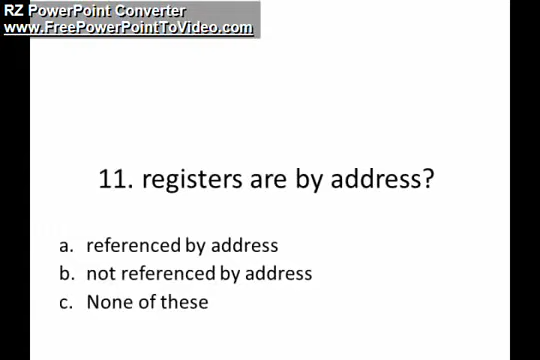 RZ PowerPoint Converter
www.FreePowerPointToVideo.com
11. registers are by address?
a. referenced by address
b. not referenced by address
c. None of these